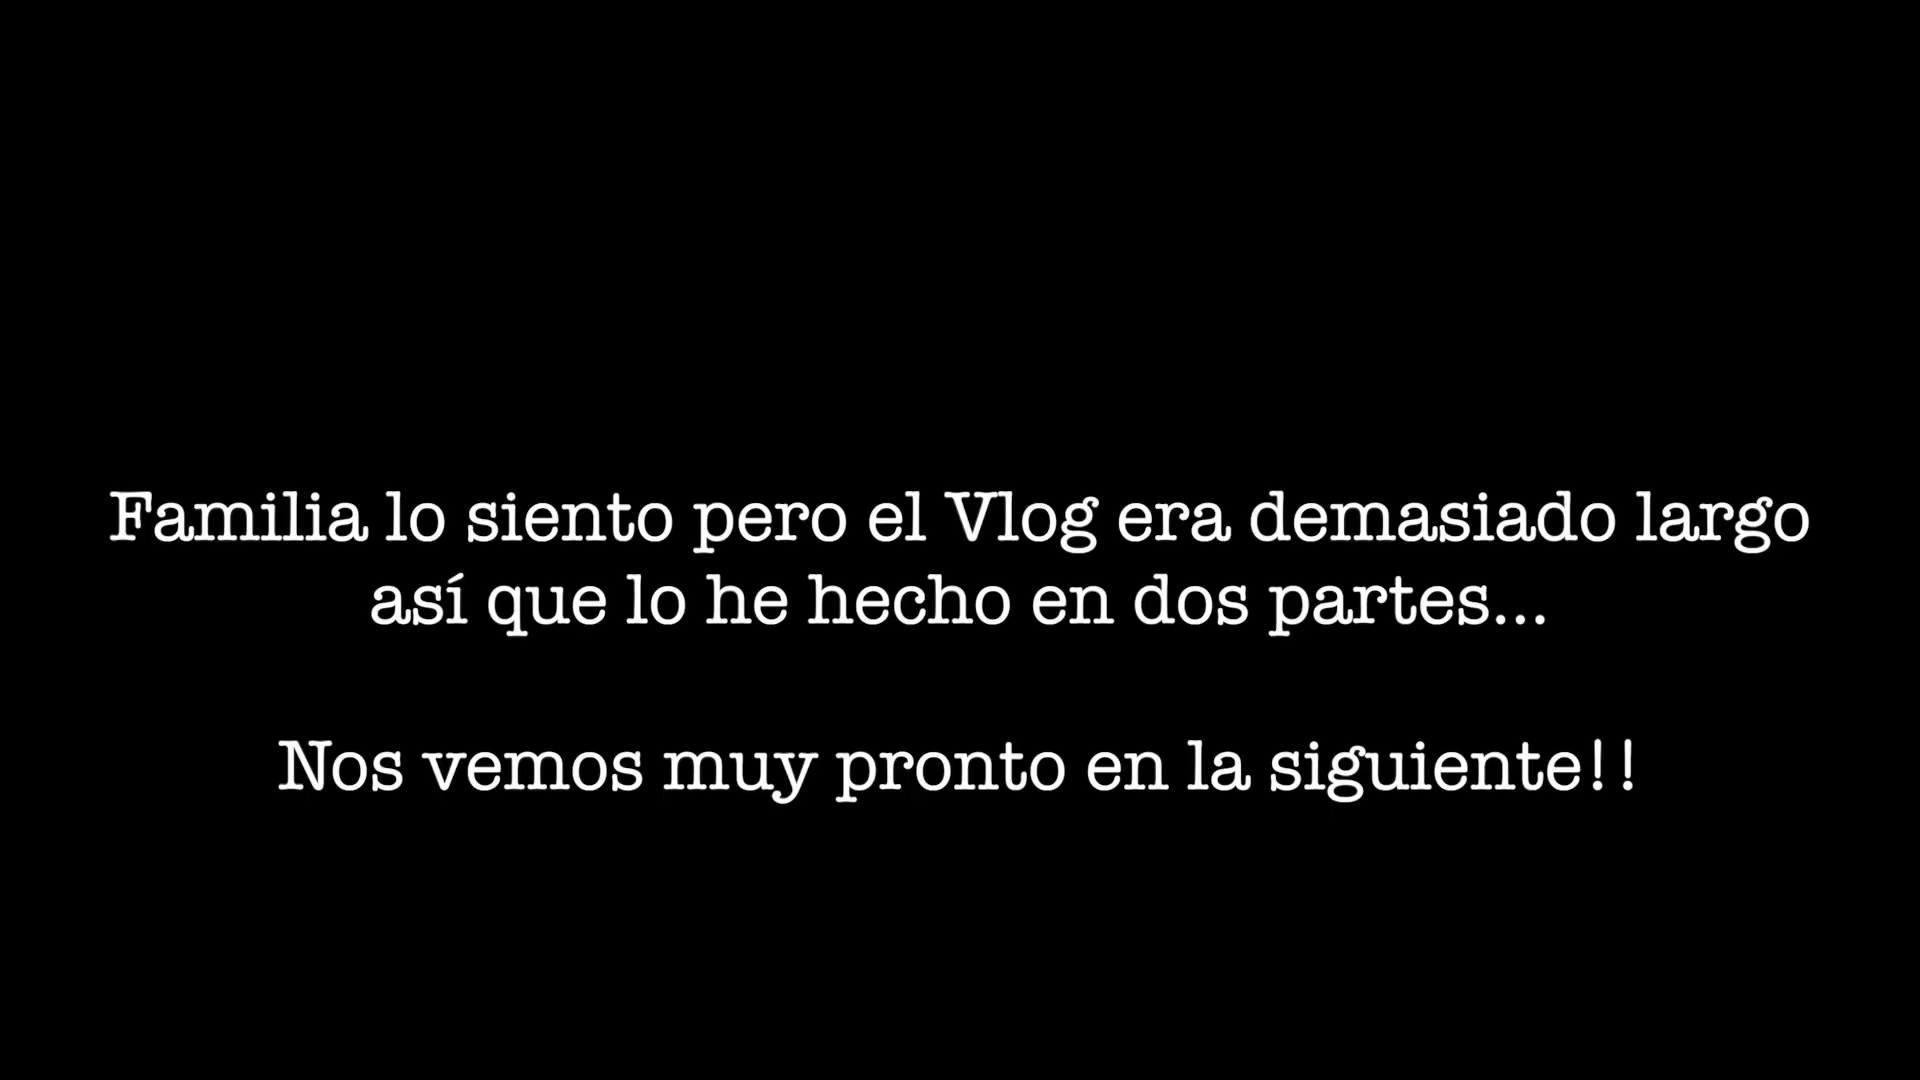 Familia lo siento pero el Vlog era demasiado largo
así que lo he hecho en dos partes...
Nos vemos muy pronto en la siguiente!!